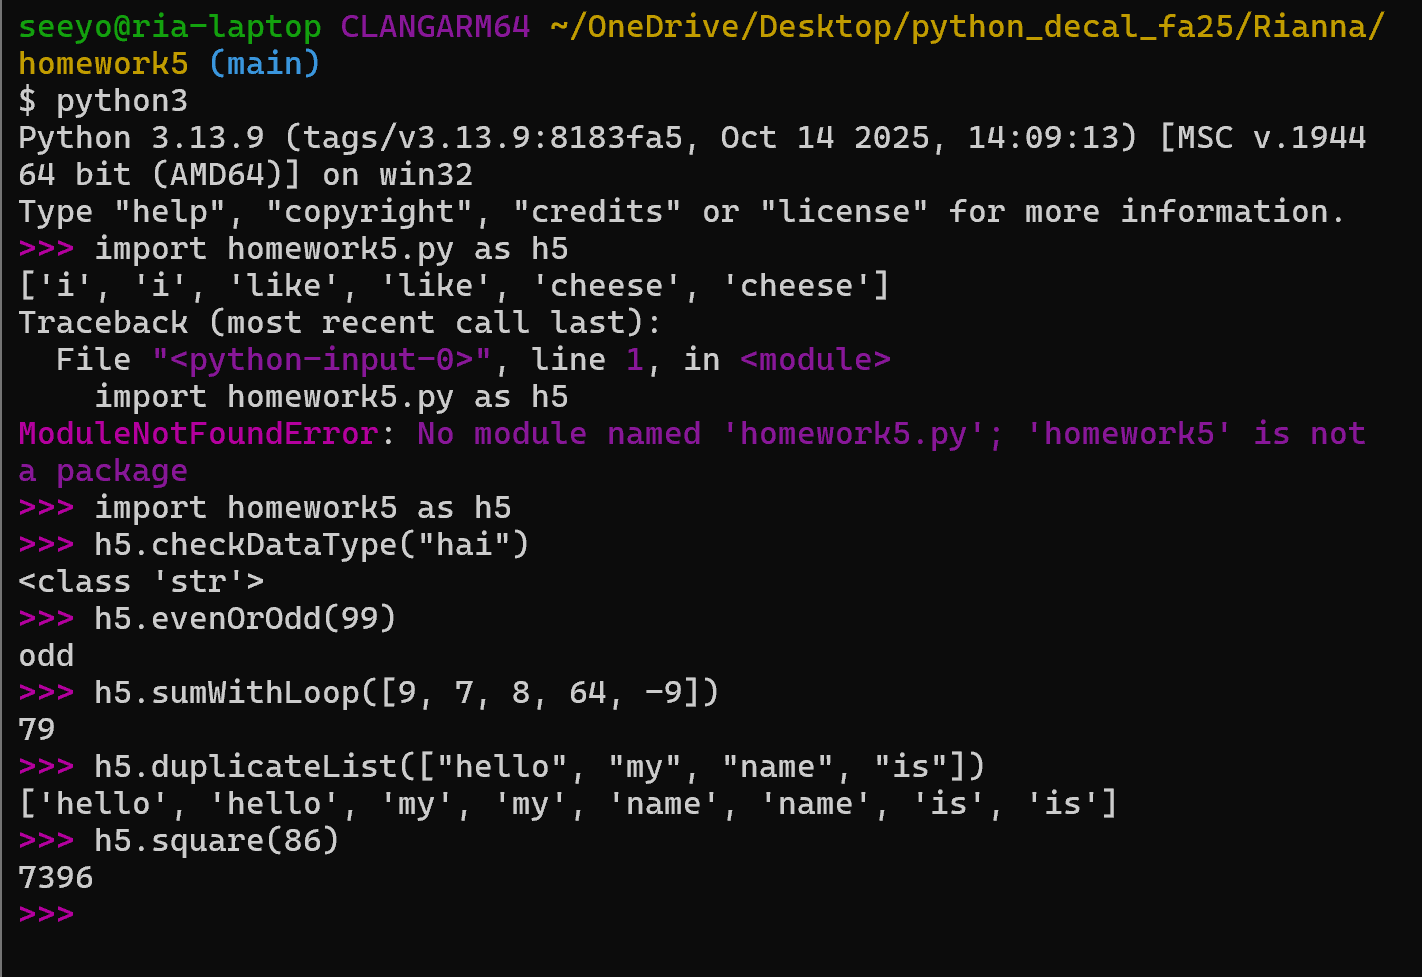 seeyo@ria-laptop CLANGARM64 ~/OneDrive/Desktop/python_decal_fa25/Rianna/
homework5 (main)
$ python3
Python 3.13.9 (tags/v3.13.9:8183fa5, Oct 14 2025, 14:09:13) [MSC v.1944
64 bit (AMD64)] on win32
Type "help", "copyright", "credits" or "license" for more information.
>>> import homework5.py as h5
['i', 'i', 'like', 'like', 'cheese', 'cheese']
Traceback (most recent call last):
  File "<python-input-0>", line 1, in <module>
    import homework5.py as h5
ModuleNotFoundError: No module named 'homework5.py'; 'homework5' is not
a package
>>> import homework5 as h5
>>> h5.checkDataType("hai")
<class 'str'>
>>> h5.evenOrOdd(99)
odd
>>> h5.sumWithLoop([9, 7, 8, 64, -9])
79
>>> h5.duplicateList(["hello", "my", "name", "is"])
['hello', 'hello', 'my', 'my', 'name', 'name', 'is', 'is']
>>> h5.square(86)
7396
>>>